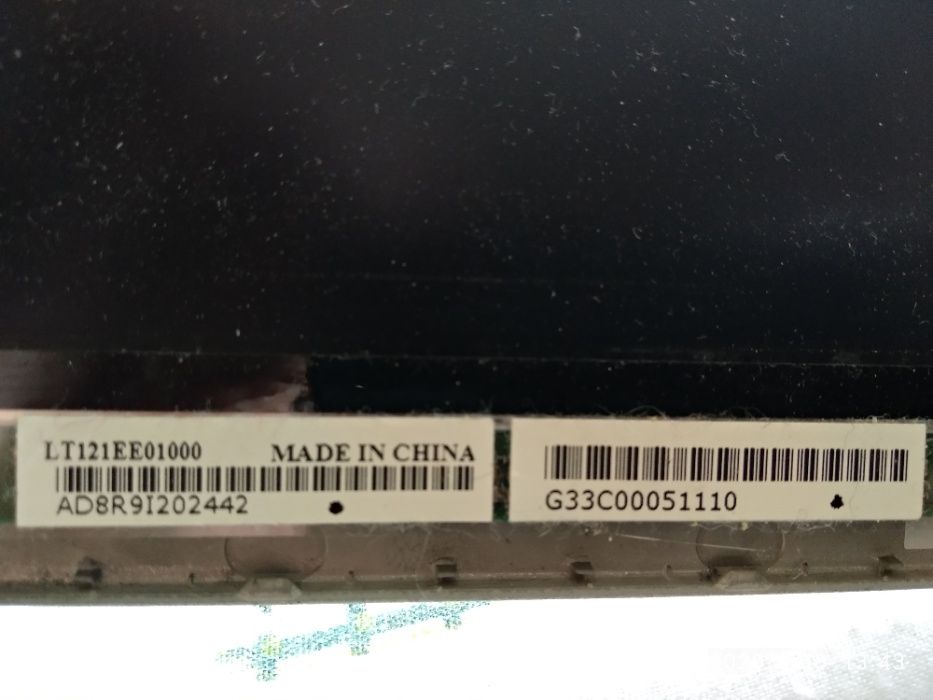 LT121EE01000 MADE IN CHINA
AD8R9I202442
G33C00051110